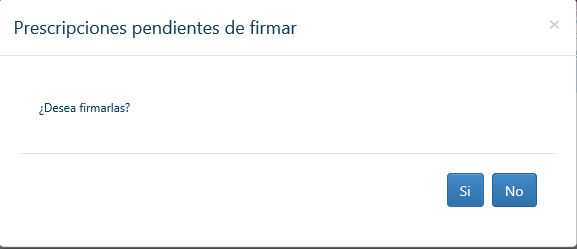 Prescripciones pendientes de firmar
¿Desea firmarlas?
Si
No